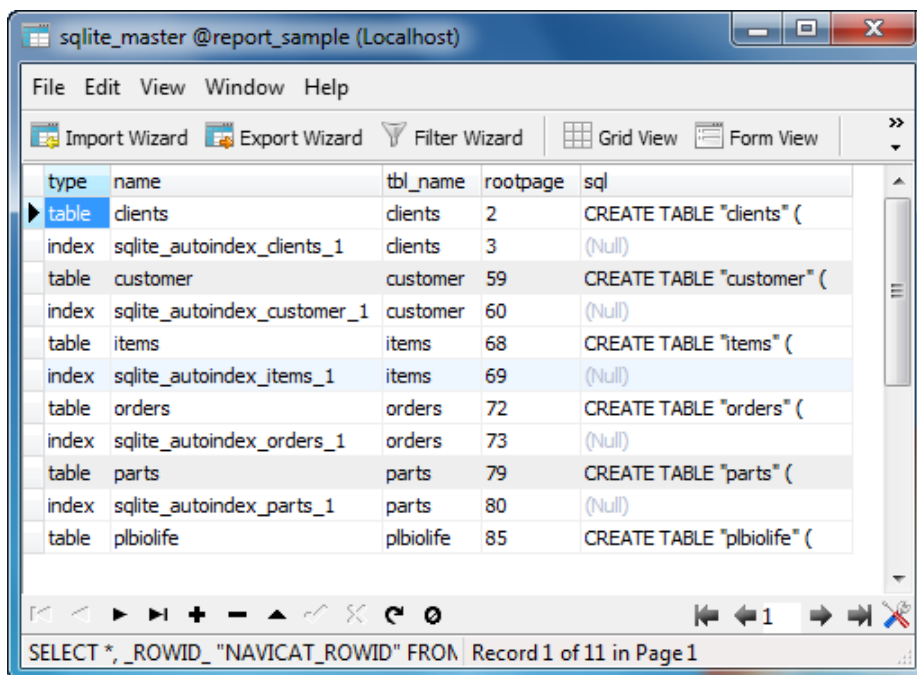 sqlite_master @report_sample (Localhost)
File Edit View Window Help
Import Wizard Export Wizard Filter Wizard Grid View Form View
type name tbl_name rootpage sql
table clients clients 2 CREATE TABLE "clients" (
index sqlite_autoindex_clients_1 clients 3 (Null)
table customer customer 59 CREATE TABLE "customer" (
index sqlite_autoindex_customer_1 customer 60 (Null)
table items items 68 CREATE TABLE "items" (
index sqlite_autoindex_items_1 items 69 (Null)
table orders orders 72 CREATE TABLE "orders" (
index sqlite_autoindex_orders_1 orders 73 (Null)
table parts parts 79 CREATE TABLE "parts" (
index sqlite_autoindex_parts_1 parts 80 (Null)
table plbiolife plbiolife 85 CREATE TABLE "plbiolife" (
1
SELECT *, _ROWID_ "NAVICAT_ROWID" FROM Record 1 of 11 in Page 1